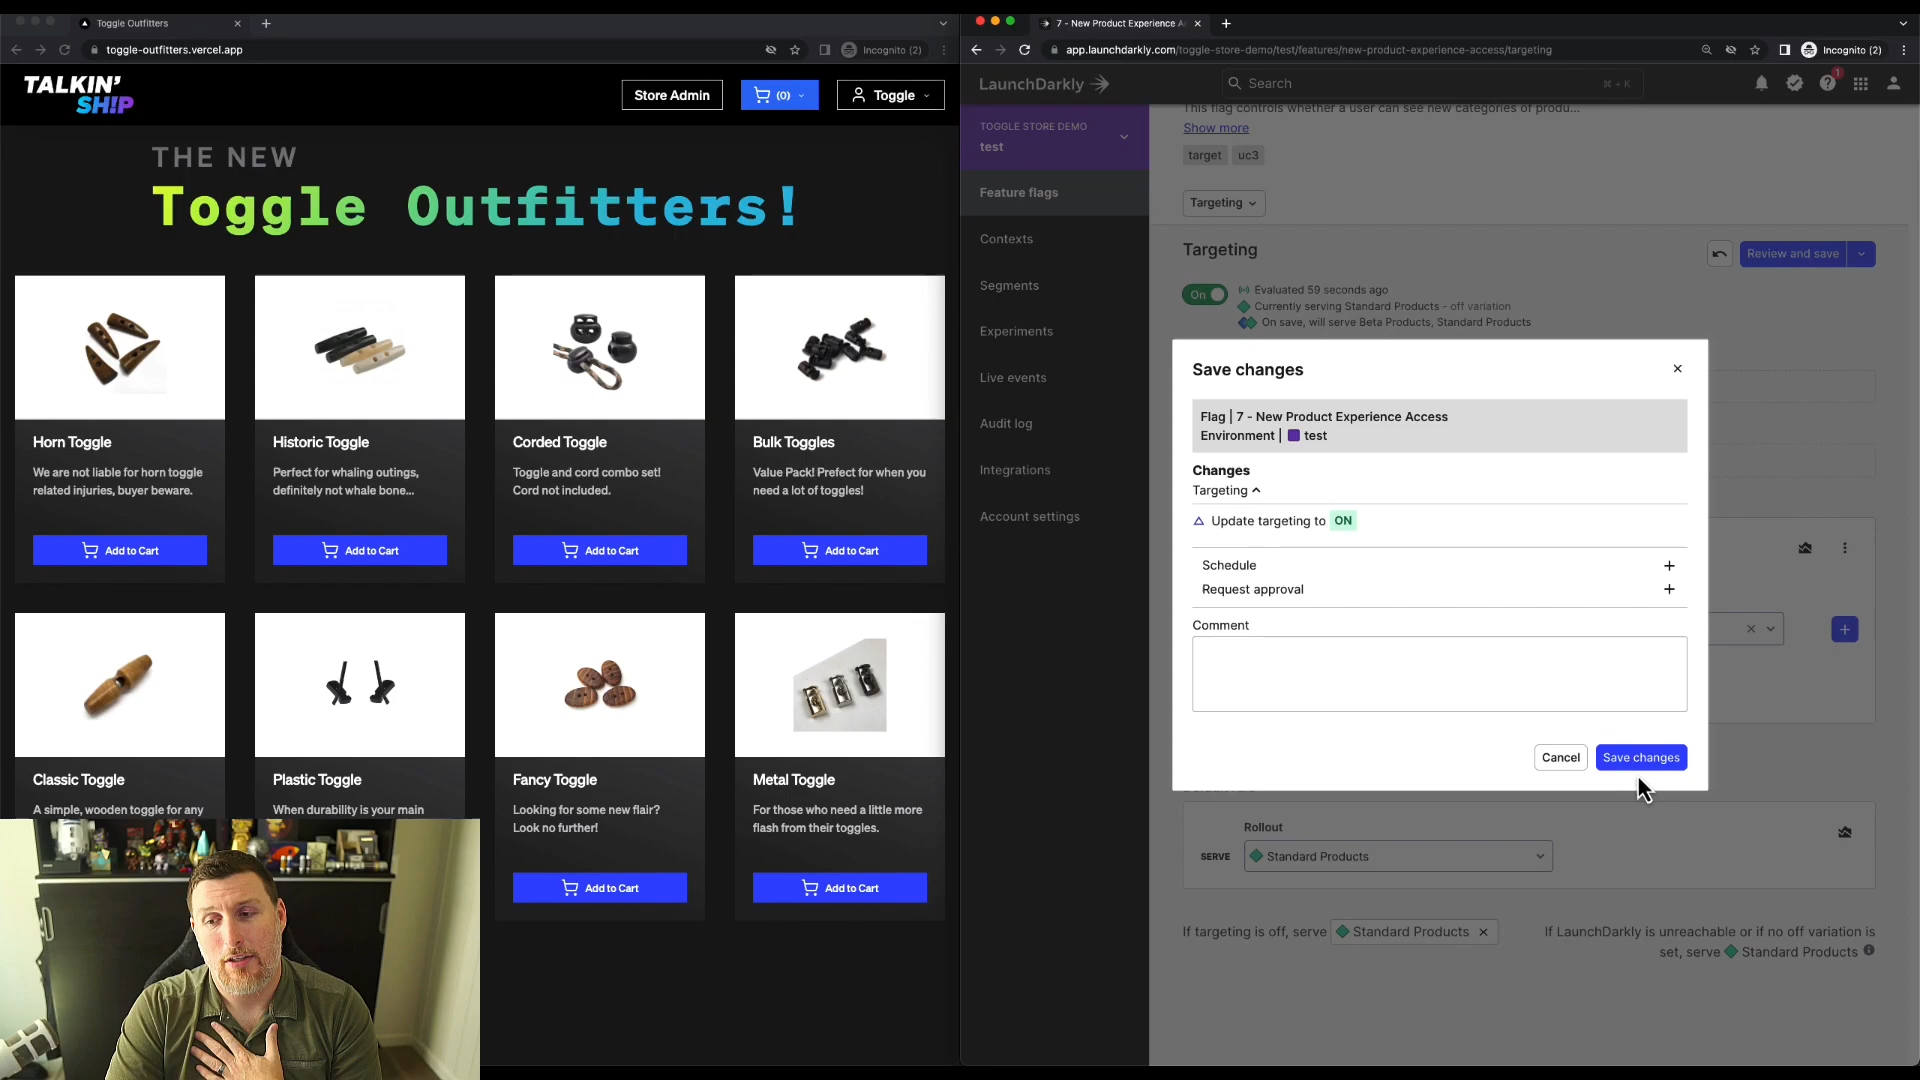 Toggle Outfitters
toggle-outfitters.vercel.app
Incognito (2)
TALKIN'
SH!P
Store Admin
(0)
Toggle
THE NEW
Toggle Outfitters!
Horn Toggle
We are not liable for horn toggle
related injuries, buyer beware.
Add to Cart
Historic Toggle
Perfect for whaling outings,
definitely not whale bone...
Add to Cart
Corded Toggle
Toggle and cord combo set!
Cord not included.
Add to Cart
Bulk Toggles
Value Pack! Prefect for when you
need a lot of toggles!
Add to Cart
Classic Toggle
A simple, wooden toggle for any
Plastic Toggle
When durability is your main
Fancy Toggle
Looking for some new flair?
Look no further!
Add to Cart
Metal Toggle
For those who need a little more
flash from their toggles.
Add to Cart
7 - New Product Experience A
app.launchdarkly.com/toggle-store-demo/test/features/new-product-experience-access/targeting
Incognito (2)
LaunchDarkly
Search
⌘ + K
1
TOGGLE STORE DEMO
test
Feature flags
Contexts
Segments
Experiments
Live events
Audit log
Integrations
Account settings
This flag controls whether a user can see new categories of produ...
Show more
target
uc3
Targeting
Targeting
Review and save
On
Evaluated 59 seconds ago
Currently serving Standard Products - off variation
On save, will serve Beta Products, Standard Products
Save changes
Flag | 7 - New Product Experience Access
Environment | test
Changes
Targeting
Update targeting to ON
Schedule
Request approval
Comment
Cancel
Save changes
Rollout
SERVE
Standard Products
If targeting is off, serve Standard Products
If LaunchDarkly is unreachable or if no off variation is
set, serve Standard Products